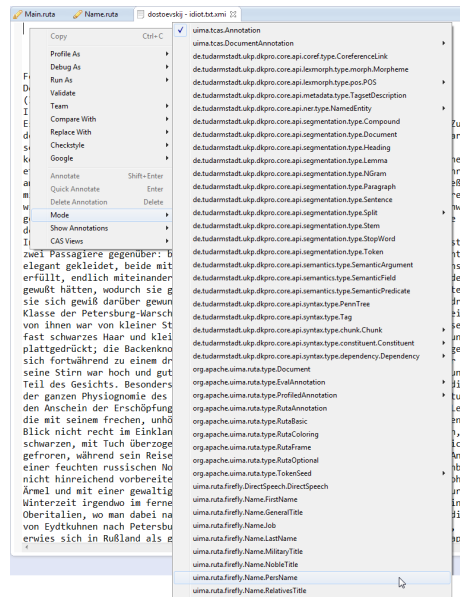 Main.ruta Name.ruta dostoevskij - idiot.txt.xmi
Copy Ctrl+C
Profile As
Debug As
Run As
Validate
Team
Compare With
Replace With
Checkstyle
Google
Annotate Shift+Enter
Quick Annotate Enter
Delete Annotation Delete
Mode
Show Annotations
CAS Views
uima.tcas.Annotation
uima.tcas.DocumentAnnotation
de.tudarmstadt.ukp.dkpro.core.api.coref.type.CoreferenceLink
de.tudarmstadt.ukp.dkpro.core.api.lexmorph.type.morph.Morpheme
de.tudarmstadt.ukp.dkpro.core.api.lexmorph.type.pos.POS
de.tudarmstadt.ukp.dkpro.core.api.metadata.type.TagsetDescription
de.tudarmstadt.ukp.dkpro.core.api.ner.type.NamedEntity
de.tudarmstadt.ukp.dkpro.core.api.segmentation.type.Compound
de.tudarmstadt.ukp.dkpro.core.api.segmentation.type.Document
de.tudarmstadt.ukp.dkpro.core.api.segmentation.type.Heading
de.tudarmstadt.ukp.dkpro.core.api.segmentation.type.Lemma
de.tudarmstadt.ukp.dkpro.core.api.segmentation.type.NGram
de.tudarmstadt.ukp.dkpro.core.api.segmentation.type.Paragraph
de.tudarmstadt.ukp.dkpro.core.api.segmentation.type.Sentence
de.tudarmstadt.ukp.dkpro.core.api.segmentation.type.Split
de.tudarmstadt.ukp.dkpro.core.api.segmentation.type.Stem
de.tudarmstadt.ukp.dkpro.core.api.segmentation.type.StopWord
de.tudarmstadt.ukp.dkpro.core.api.segmentation.type.Token
de.tudarmstadt.ukp.dkpro.core.api.semantics.type.SemanticArgument
de.tudarmstadt.ukp.dkpro.core.api.semantics.type.SemanticField
de.tudarmstadt.ukp.dkpro.core.api.semantics.type.SemanticPredicate
de.tudarmstadt.ukp.dkpro.core.api.syntax.type.PennTree
de.tudarmstadt.ukp.dkpro.core.api.syntax.type.Tag
de.tudarmstadt.ukp.dkpro.core.api.syntax.type.chunk.Chunk
de.tudarmstadt.ukp.dkpro.core.api.syntax.type.constituent.Constituent
de.tudarmstadt.ukp.dkpro.core.api.syntax.type.dependency.Dependency
org.apache.uima.ruta.type.Document
org.apache.uima.ruta.type.EvalAnnotation
org.apache.uima.ruta.type.ProfiledAnnotation
org.apache.uima.ruta.type.RutaAnnotation
org.apache.uima.ruta.type.RutaBasic
org.apache.uima.ruta.type.RutaColoring
org.apache.uima.ruta.type.RutaFrame
org.apache.uima.ruta.type.RutaOptional
org.apache.uima.ruta.type.TokenSeed
uima.ruta.firefly.DirectSpeech.DirectSpeech
uima.ruta.firefly.Name.FirstName
uima.ruta.firefly.Name.GeneralTitle
uima.ruta.firefly.Name.Job
uima.ruta.firefly.Name.LastName
uima.ruta.firefly.Name.MilitaryTitle
uima.ruta.firefly.Name.NobleTitle
uima.ruta.firefly.Name.PersName
uima.ruta.firefly.Name.RelativesTitle
zwei Passagiere gegenüber: b
elegant gekleidet, beide mit
erfüllt, endlich miteinander
gewußt hätten, wodurch sie g
sie sich gewiß darüber gewun
Klasse der Petersburg-Warsch
von ihnen war von kleiner St
fast schwarzes Haar und klei
plattgedrückt; die Backenkno
sich fortwährend zu einem dr
seine Stirn war hoch und gut
Teil des Gesichts. Besonders
der ganzen Physiognomie des
den Anschein der Erschöpfung
die mit seinem frechen, unhö
Blick nicht recht im Einklan
schwarzen, mit Tuch überzoge
gefroren, während sein Reise
einer feuchten russischen No
nicht hinreichend vorbereite
Ärmel und mit einer gewaltig
Winterzeit irgendwo im ferne
Oberitalien, wo man dabei na
von Eydtkuhnen nach Petersbu
erwies sich in Rußland als g